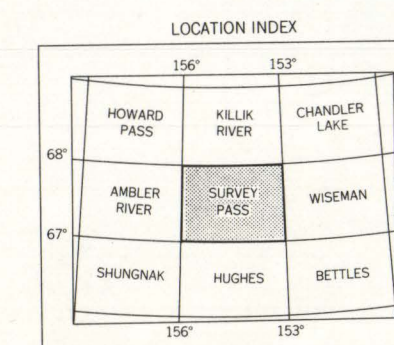 LOCATION INDEX
156° 153°
HOWARD PASS
KILLIK RIVER
CHANDLER LAKE
68°
AMBLER RIVER
SURVEY PASS
WISEMAN
67°
SHUNGNAK
HUGHES
BETTLES
156° 153°